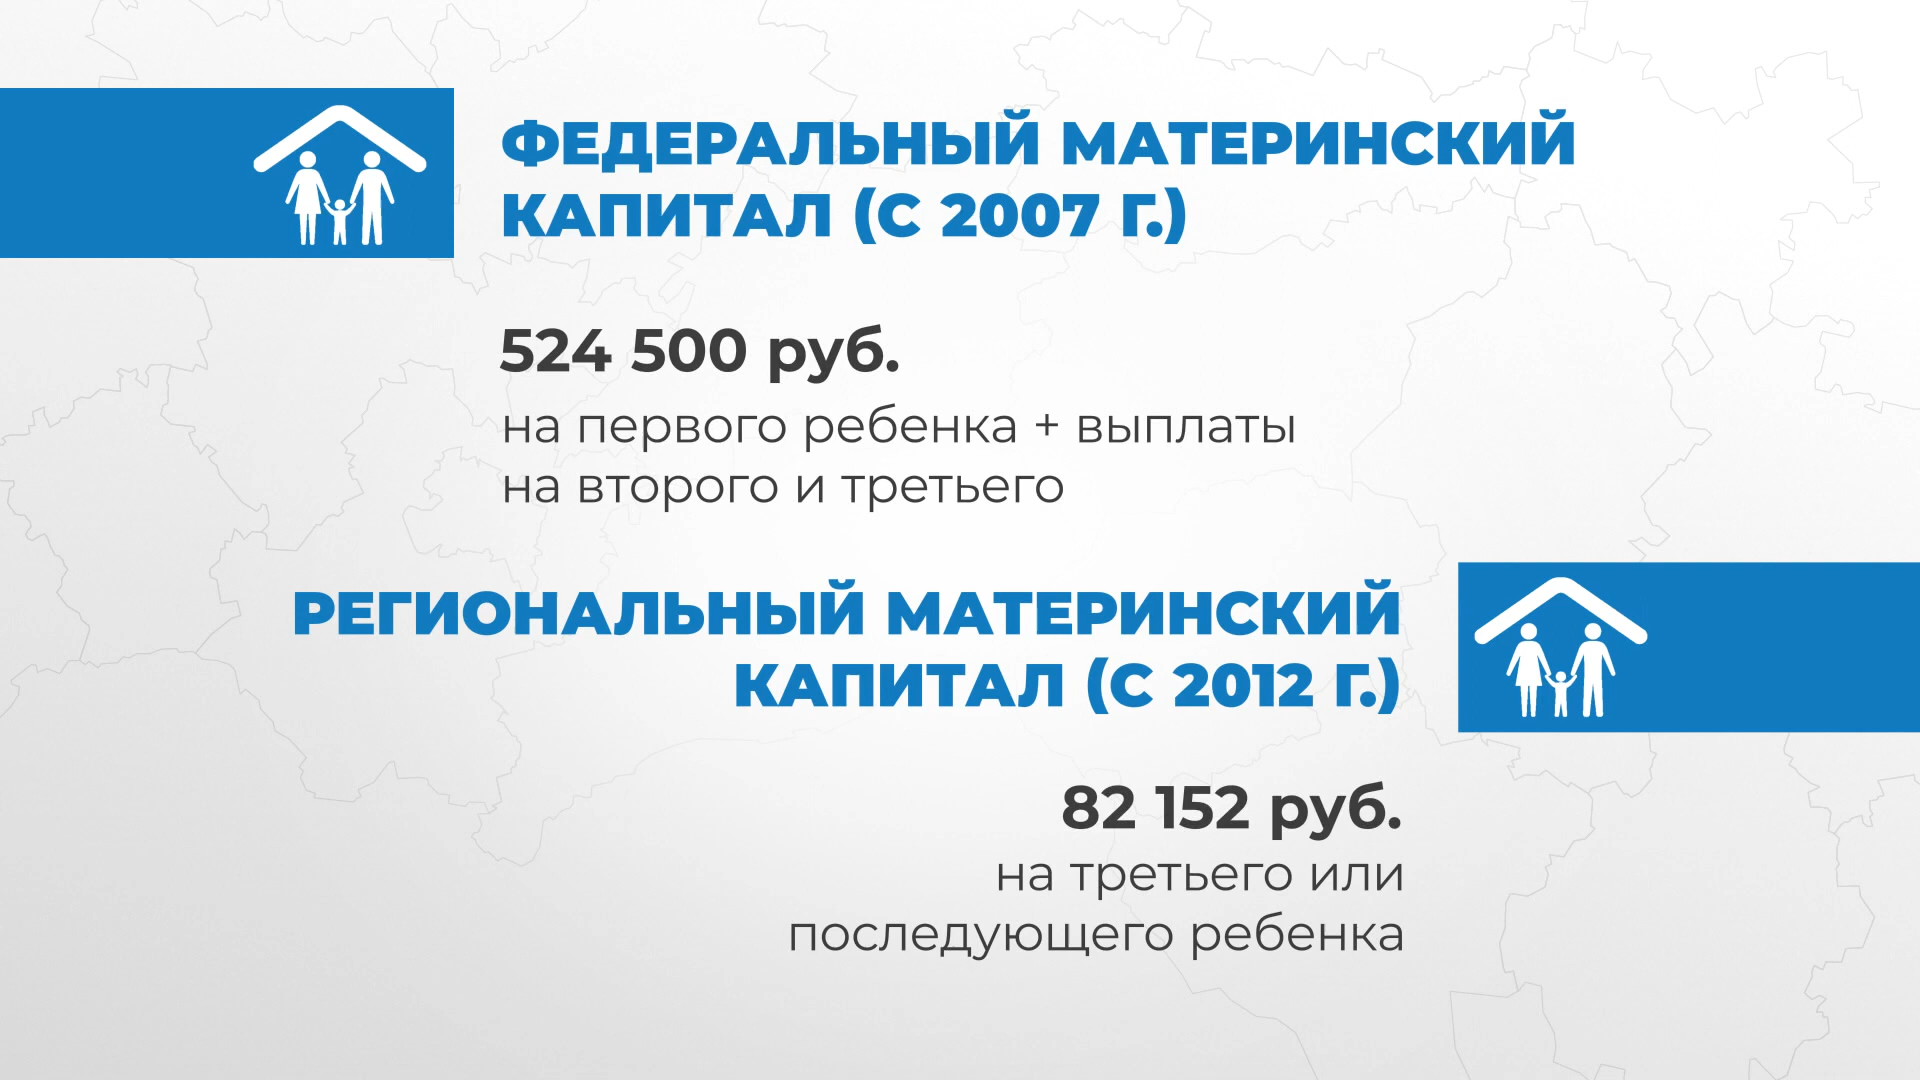 ФЕДЕРАЛЬНЫЙ МАТЕРИНСКИЙ
КАПИТАЛ (С 2007 Г.)
524 500 руб.
на первого ребенка + выплаты
на второго и третьего
РЕГИОНАЛЬНЫЙ МАТЕРИНСКИЙ
КАПИТАЛ (С 2012 Г.)
82 152 руб.
на третьего или
последующего ребенка